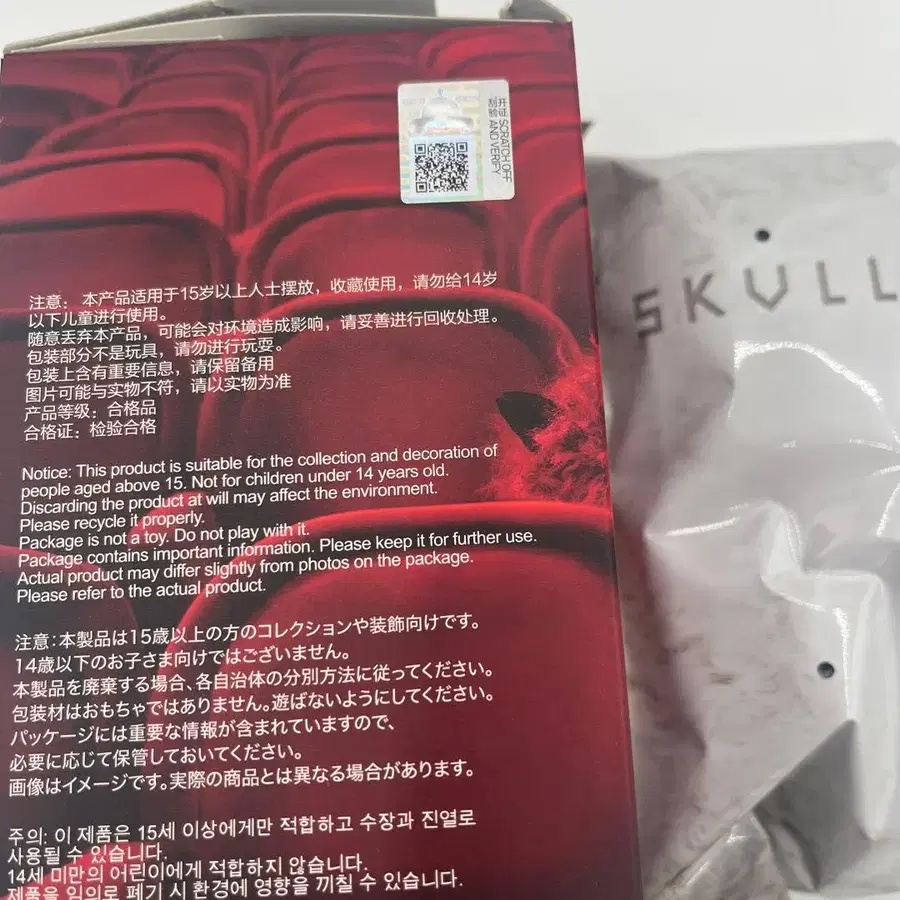 开证 SCRATCH OFF
刮验 AND VERIFY
SKULL
注意： 本产品适用于15岁以上人士摆放，收藏使用，请勿给14岁
以下儿童进行使用。
随意丢弃本产品，可能会对环境造成影响，请妥善进行回收处理。
包装部分不是玩具，请勿进行玩耍。
包装上含有重要信息，请保留备用
图片可能与实物不符，请以实物为准
产品等级：合格品
合格证：检验合格
Notice: This product is suitable for the collection and decoration of
people aged above 15. Not for children under 14 years old.
Discarding the product at will may affect the environment.
Please recycle it properly.
Package is not a toy. Do not play with it.
Package contains important information. Please keep it for further use.
Actual product may differ slightly from photos on the package.
Please refer to the actual product.
注意：本製品は15歳以上の方のコレクションや装飾向けです。
14歳以下のお子さま向けではございません。
本製品を廃棄する場合、各自治体の分別方法に従ってください。
包装材はおもちゃではありません。遊ばないようにしてください。
パッケージには重要な情報が含まれていますので、
必要に応じて保管しておいてください。
画像はイメージです。実際の商品とは異なる場合があります。
주의: 이 제품은 15세 이상에게만 적합하고 수장과 진열로
사용될 수 있습니다.
14세 미만의 어린이에게 적합하지 않습니다.
제품을 임의로 폐기 시 환경에 영향을 끼칠 수 있습니다.